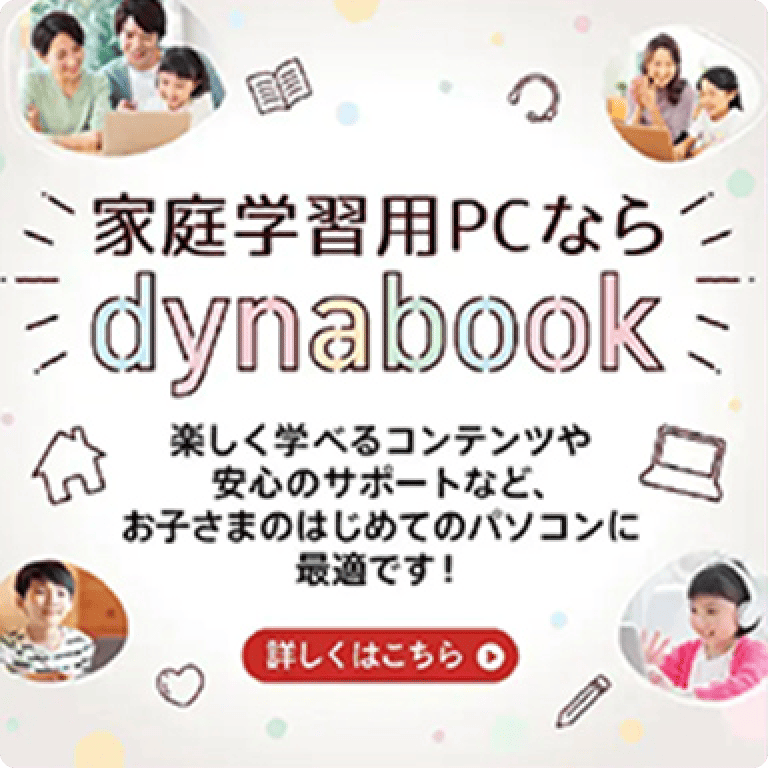 家庭学習用PCなら
dynabook
楽しく学べるコンテンツや
安心のサポートなど、
お子さまのはじめてのパソコンに
最適です!
詳しくはこちら